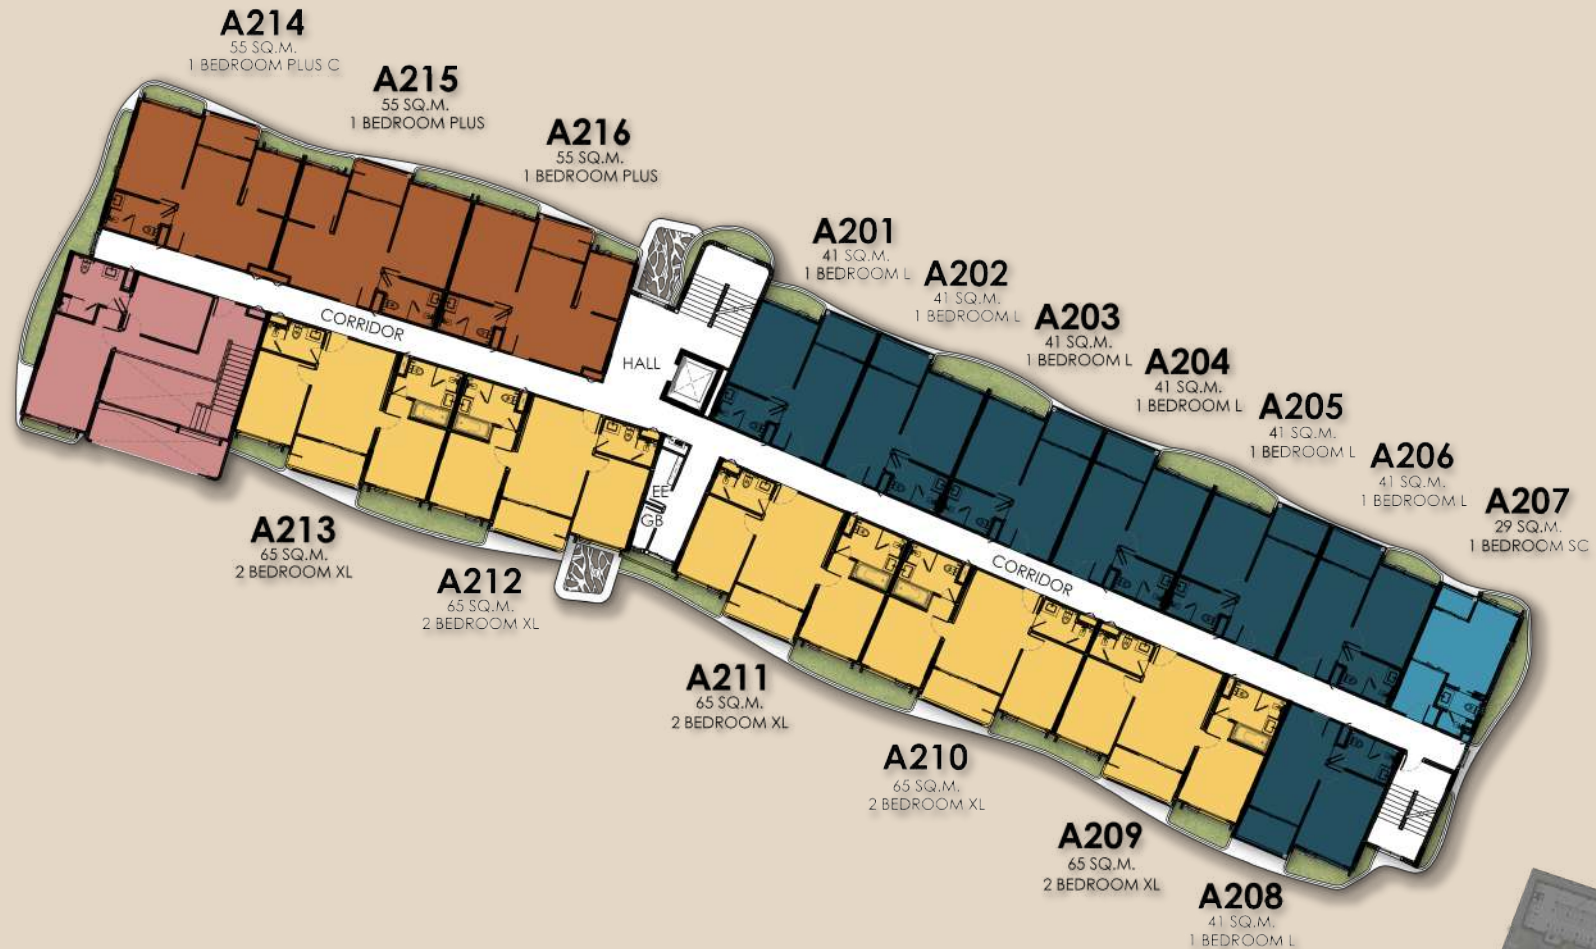 A214
55 SQ.M.
1 BEDROOM PLUS C
A215
55 SQ.M.
1 BEDROOM PLUS
A216
55 SQ.M.
1 BEDROOM PLUS
A201
41 SQ.M.
1 BEDROOM L
A202
41 SQ.M.
1 BEDROOM L
A203
41 SQ.M.
1 BEDROOM L
A204
41 SQ.M.
1 BEDROOM L
A205
41 SQ.M.
1 BEDROOM L
A206
41 SQ.M.
1 BEDROOM L
A207
29 SQ.M.
1 BEDROOM SC
CORRIDOR
HALL
EE
GB
CORRIDOR
A213
65 SQ.M.
2 BEDROOM XL
A212
65 SQ.M.
2 BEDROOM XL
A211
65 SQ.M.
2 BEDROOM XL
A210
65 SQ.M.
2 BEDROOM XL
A209
65 SQ.M.
2 BEDROOM XL
A208
41 SQ.M.
1 BEDROOM L